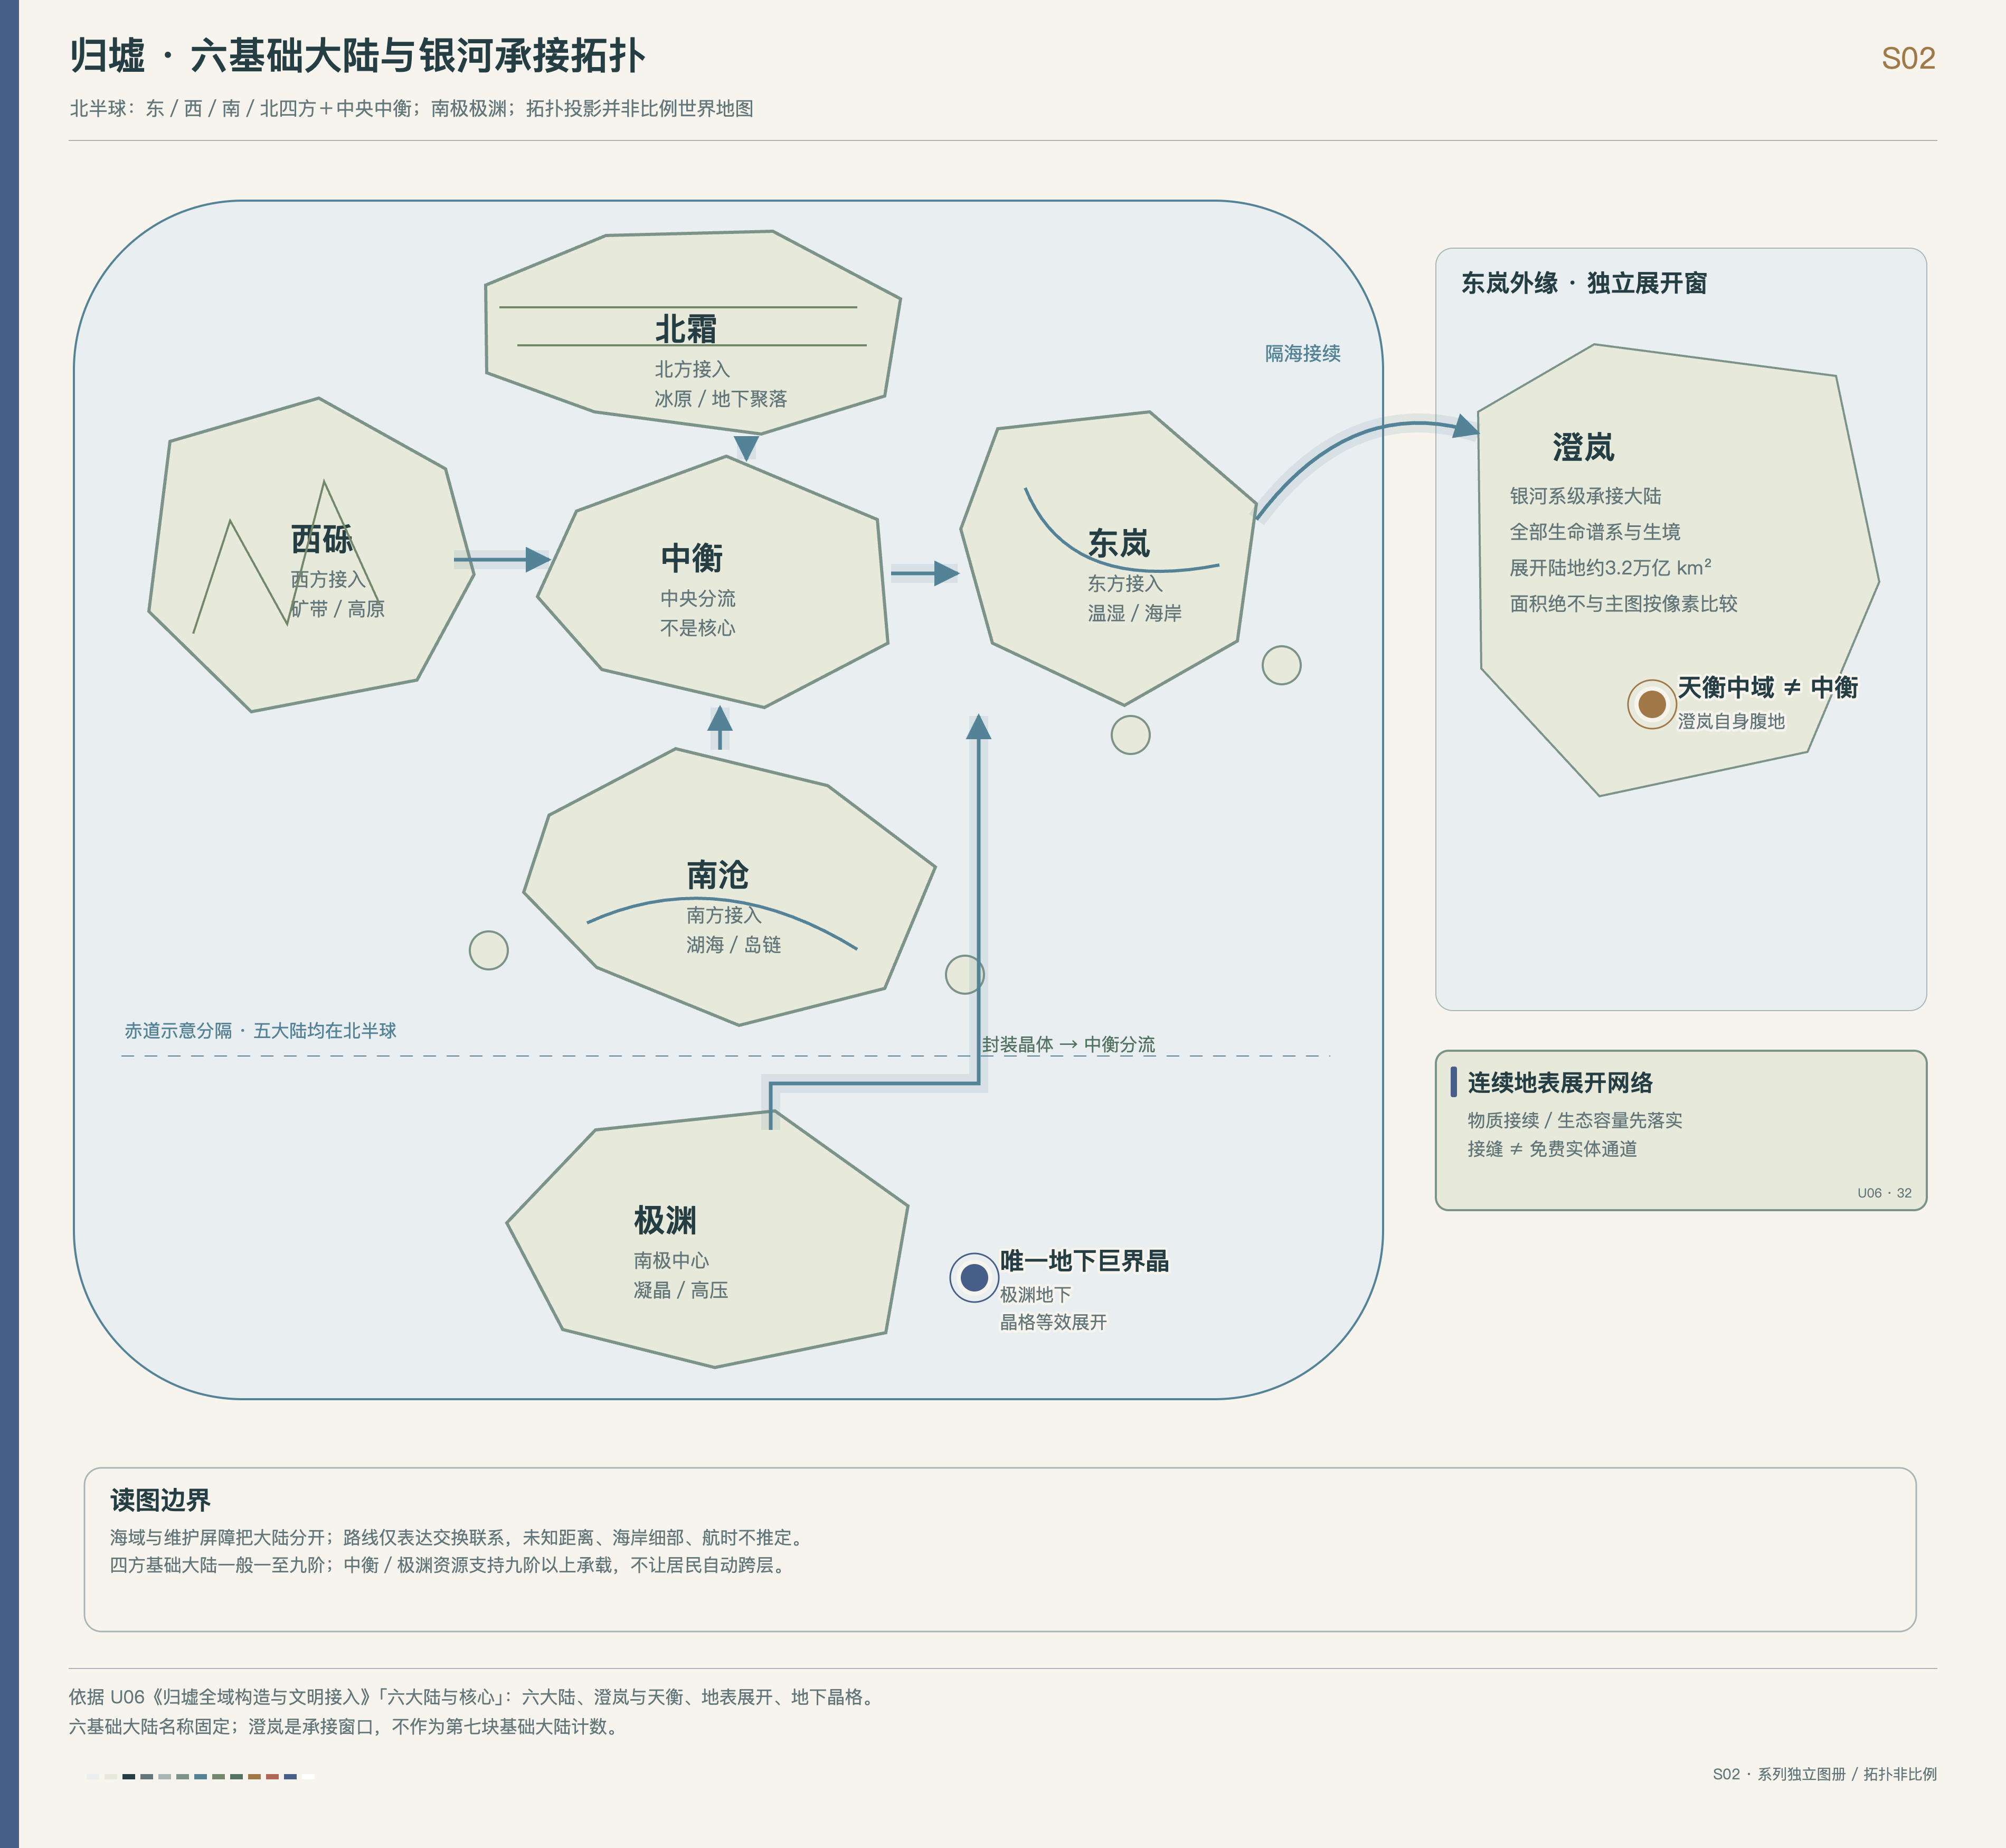 归墟 · 六基础大陆与银河承接拓扑
S02
北半球：东 / 西 / 南 / 北四方＋中央中衡；南极极渊；拓扑投影并非比例世界地图
北霜
北方接入
冰原 / 地下聚落
西砾
西方接入
矿带 / 高原
中衡
中央分流
不是核心
东岚
东方接入
温湿 / 海岸
隔海接续
东岚外缘 · 独立展开窗
澄岚
银河系级承接大陆
全部生命谱系与生境
展开陆地约3.2万亿 km²
面积绝不与主图按像素比较
天衡中域 ≠ 中衡
澄岚自身腹地
南沧
南方接入
湖海 / 岛链
赤道示意分隔 · 五大陆均在北半球
封装晶体 → 中衡分流
极渊
南极中心
凝晶 / 高压
唯一地下巨界晶
极渊地下
晶格等效展开
连续地表展开网络
物质接续 / 生态容量先落实
接缝 ≠ 免费实体通道
U06 · 32
读图边界
海域与维护屏障把大陆分开；路线仅表达交换联系，未知距离、海岸细部、航时不推定。
四方基础大陆一般一至九阶；中衡 / 极渊资源支持九阶以上承载，不让居民自动跨层。
依据 U06《归墟全域构造与文明接入》「六大陆与核心」：六大陆、澄岚与天衡、地表展开、地下晶格。
六基础大陆名称固定；澄岚是承接窗口，不作为第七块基础大陆计数。
S02 · 系列独立图册 / 拓扑非比例